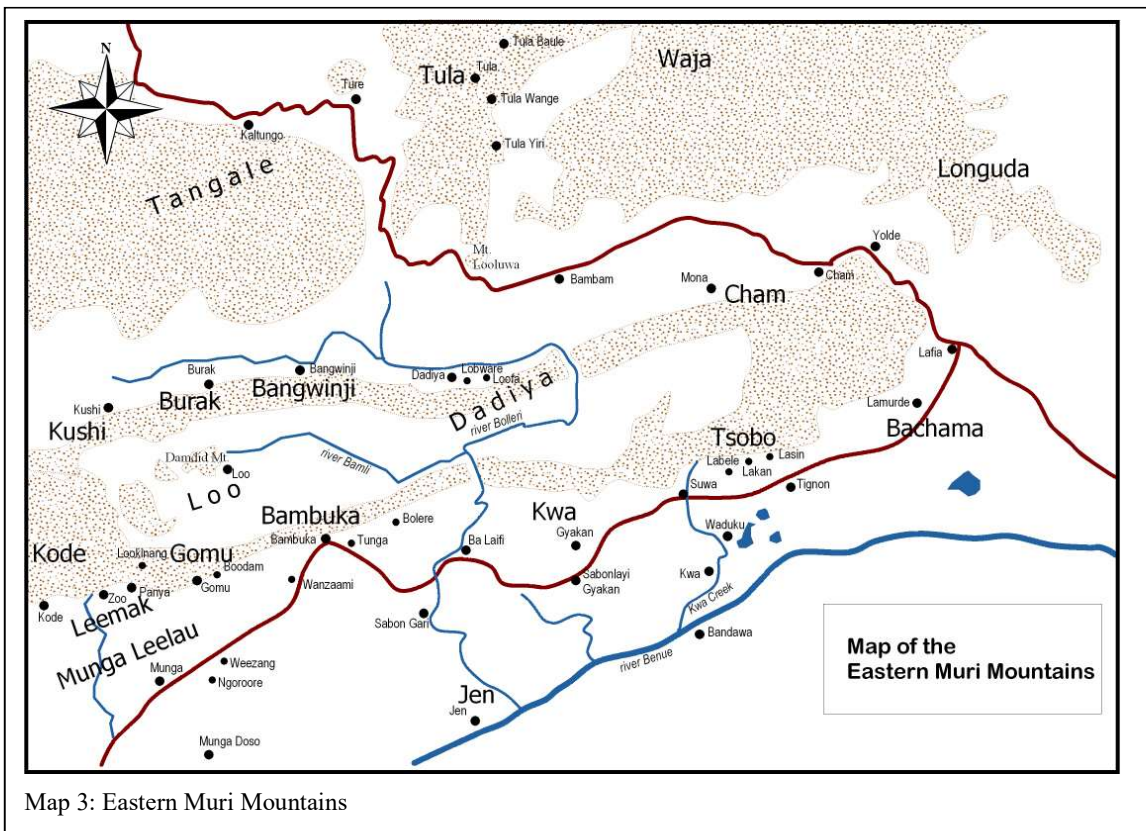 N
Tula Baule
Waja
Tula
Tula
Ture
Tula Wange
Kaltungo
Tula Yiri
Tangale
Longuda
Yolde
Mt.
Looluwa
Bambam
Mona
Cham
Cham
Lafia
Burak
Bangwinji
Dadiya
Lobware
Loofa
Burak
Bangwinji
Dadiya
Kushi
Kushi
Lamurde
Bachama
river Bolleri
Tsobo
Damdid Mt.
Loo
river Bamli
Loo
Labele
Lasin
Lakan
Suwa
Tignon
Bambuka
Bolere
Kwa
Gyakan
Waduku
Bambuka
Tunga
Kode
Looklnang
Gomu
Boodam
Ba Laifi
Kwa
Zoo
Panya
Gomu
Wanzaami
Sabonlayi
Gyakan
Kode
Leemak
Sabon Gari
Kwa Creek
Bandawa
Munga Leelau
Weezang
Munga
Ngoroore
river Benue
Jen
Jen
Munga Doso
Map of the
Eastern Muri Mountains
Map 3: Eastern Muri Mountains